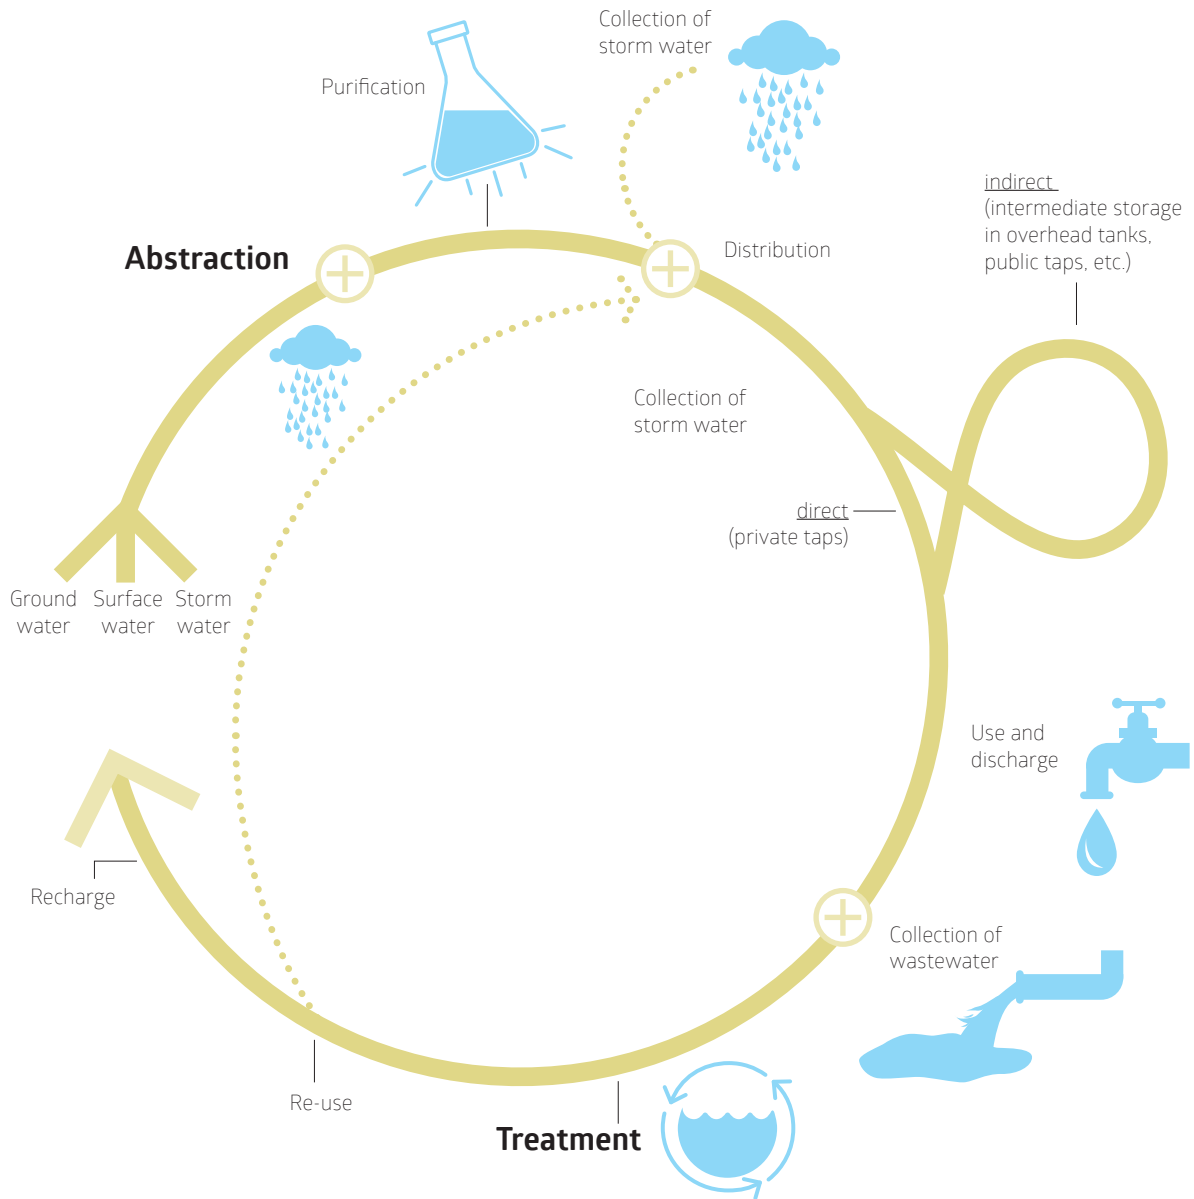 Collection of
storm water
Purification
indirect
(intermediate storage
in overhead tanks,
public taps, etc.)
Abstraction
Distribution
Collection of
storm water
direct
(private taps)
Ground
water
Surface
water
Storm
water
Use and
discharge
Recharge
Collection of
wastewater
Re-use
Treatment